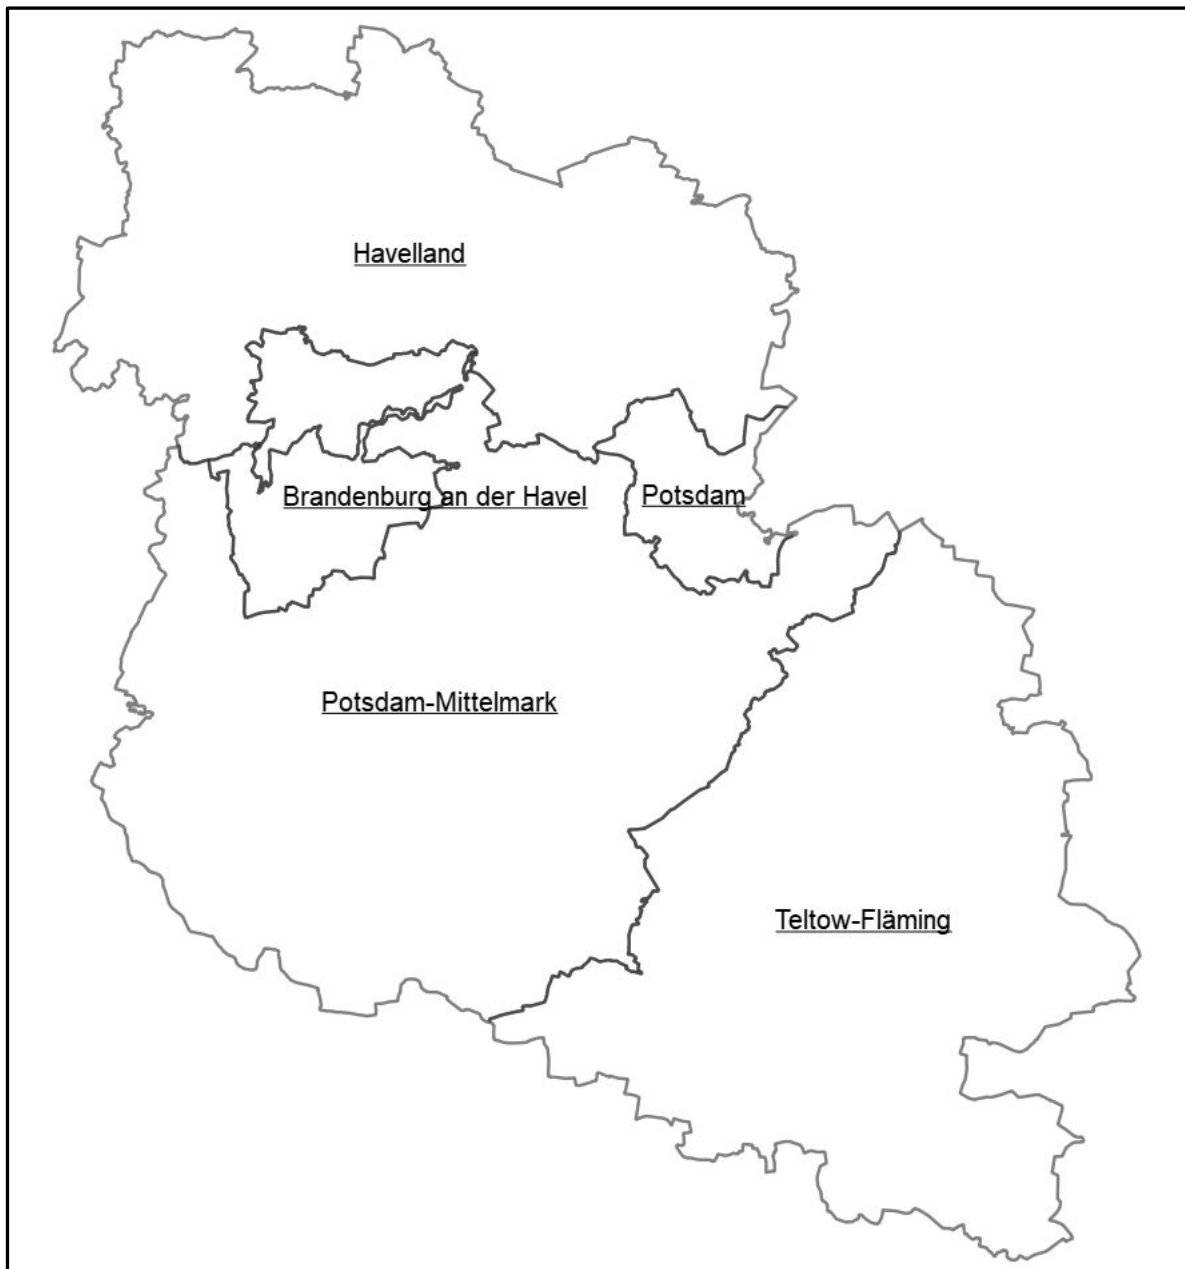 Havelland
Brandenburg an der Havel
Potsdam
Potsdam-Mittelmark
Teltow-Fläming